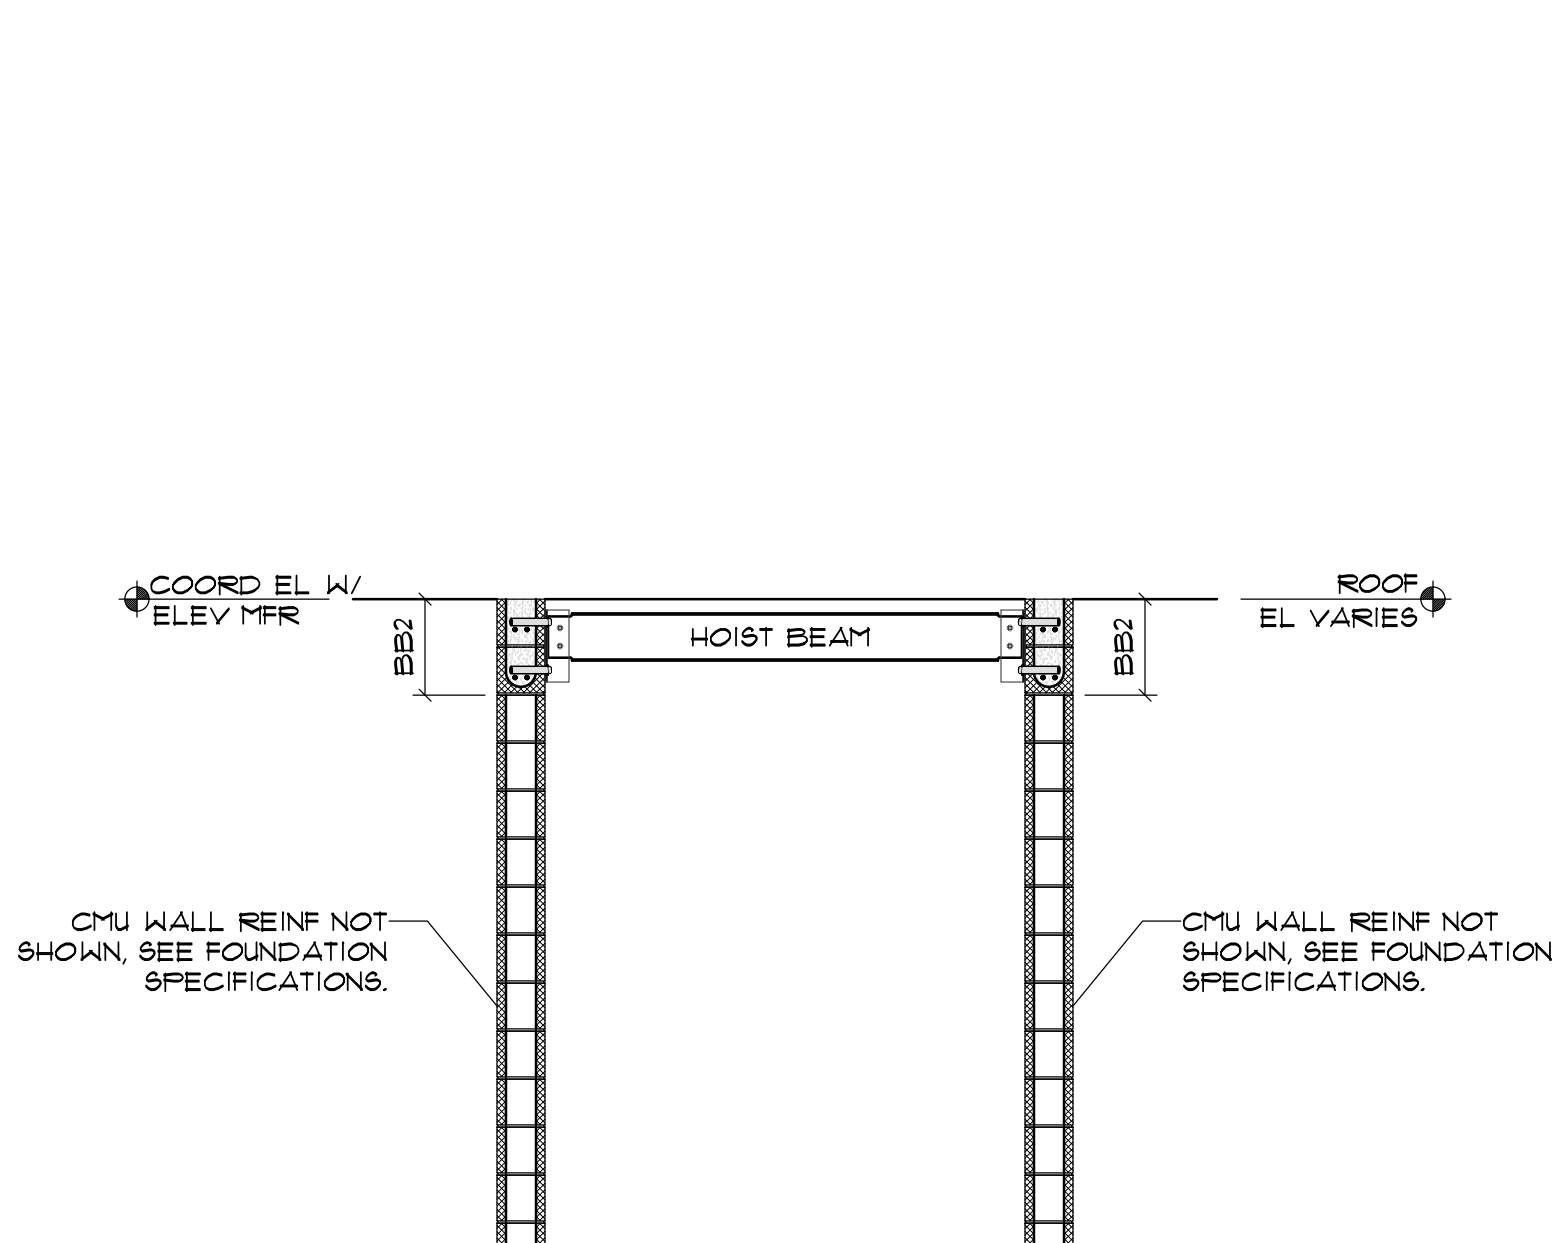 COORD EL W/
ELEV MFR
ROOF
EL VARIES
BB2
HOIST BEAM
BB2
CMU WALL REINF NOT
SHOWN, SEE FOUNDATION
SPECIFICATIONS.
CMU WALL REINF NOT
SHOWN, SEE FOUNDATION
SPECIFICATIONS.